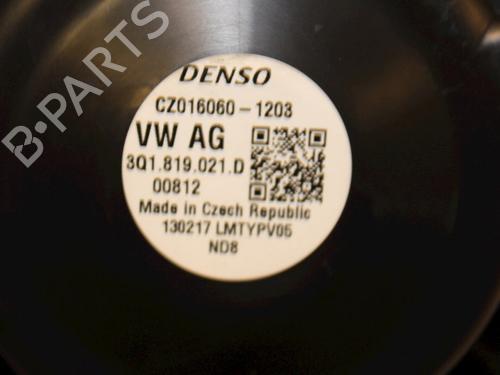 DENSO
CZ016060-1203
VW AG
3Q1.819.021.D
00812
Made in Czech Republic
130217 LMTYPV05
ND8
B-PARTS